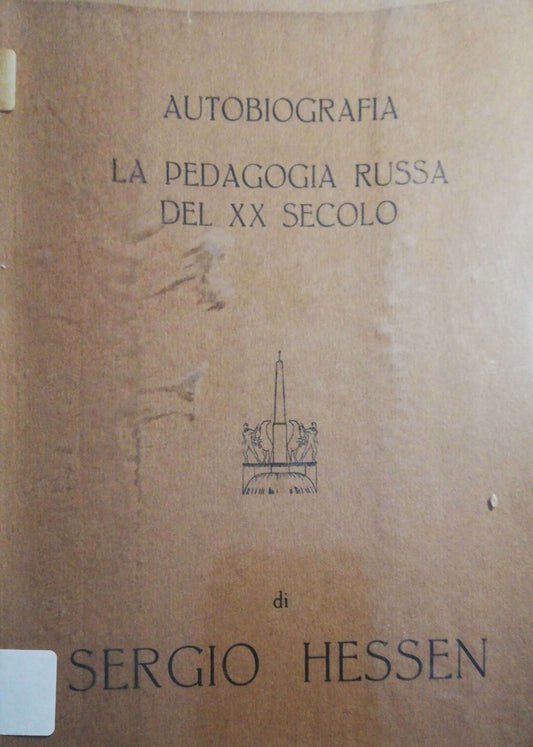 AUTOBIOGRAFIA
LA PEDAGOGIA RUSSA
DEL XX SECOLO
di
SERGIO HESSEN